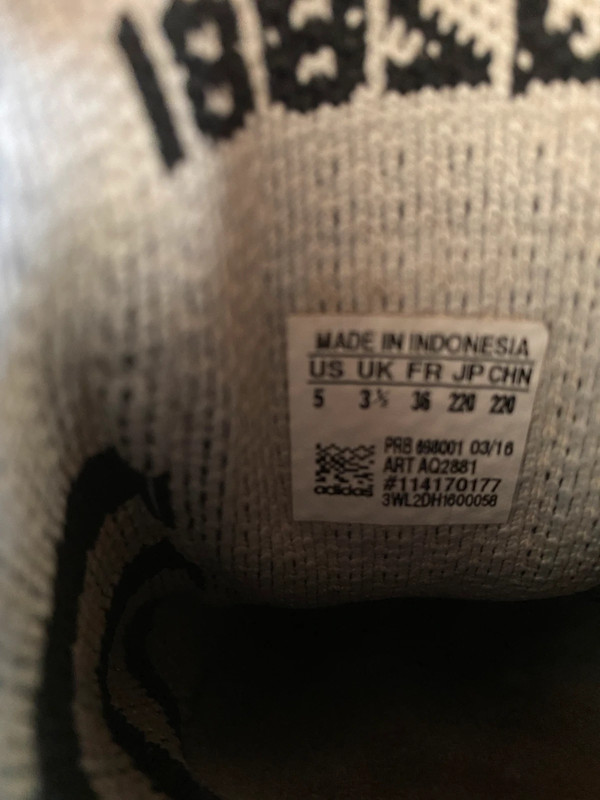 MADE IN INDONESIA
US UK FR JP CHN
5 3½ 36 220 220
PRB 698001 03/16
ART AQ2881
#114170177
3WL2DH1600058
adidas